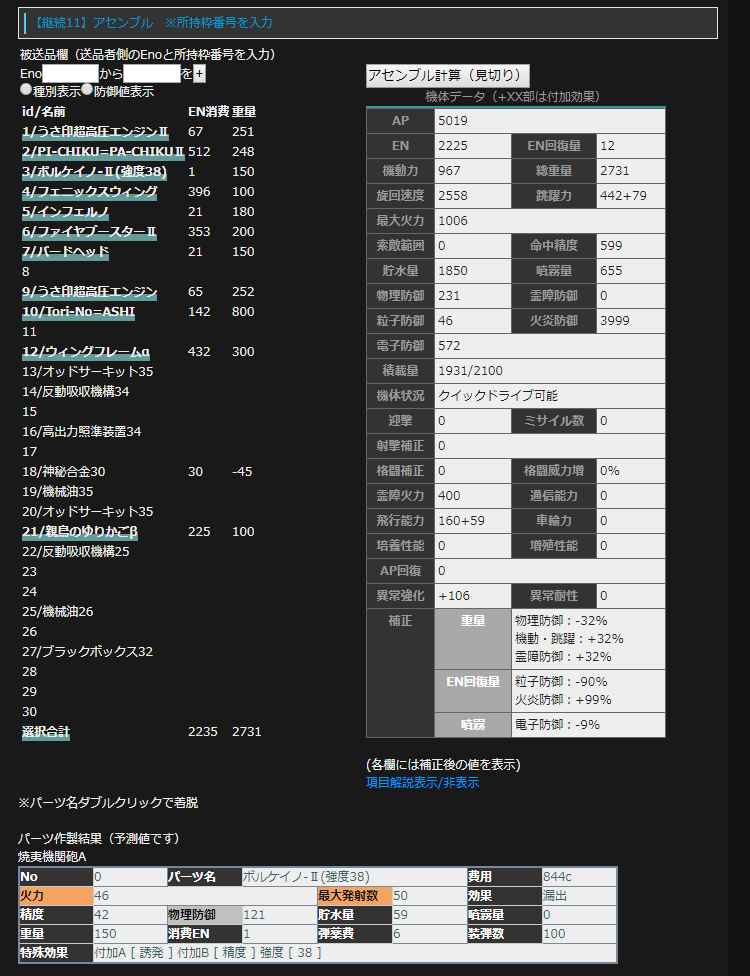 【継続11】アセンブル　※所持枠番号を入力
被送品欄（送品者側のEnoと所持枠番号を入力）
Enoから を +
種別表示 防御値表示
id/名前 EN消費 重量
1/うさ印超高圧エンジンⅡ 67 251
2/PI-CHIKU=PA-CHIKUⅡ 512 248
3/ボルケイノ-Ⅱ(強度38) 1 150
4/フェニックスウィング 396 100
5/インフェルノ 21 180
6/ファイヤブースターⅡ 353 200
7/バードヘッド 21 150
8
9/うさ印超高圧エンジン 65 252
10/Tori-No=ASHI 142 800
11
12/ウィングフレームα 432 300
13/オッドサーキット35
14/反動吸収機構34
15
16/高出力照準装置34
17
18/神秘合金30 30 -45
19/機械油35
20/オッドサーキット35
21/親鳥のゆりかごβ 225 100
22/反動吸収機構25
23
24
25/機械油26
26
27/ブラックボックス32
28
29
30
選択合計 2235 2731
※パーツ名ダブルクリックで着脱
アセンブル計算（見切り）
機体データ（+XX部は付加効果）
AP 5019
EN 2225 EN回復量 12
機動力 967 総重量 2731
旋回速度 2558 跳躍力 442+79
最大火力 1006
索敵範囲 0 命中精度 599
貯水量 1850 噴霧量 655
物理防御 231 霊障防御 0
粒子防御 46 火炎防御 3999
電子防御 572
積載量 1931/2100
機体状況 クイックドライブ可能
迎撃 0 ミサイル数 0
射撃補正 0
格闘補正 0 格闘威力増 0%
霊障火力 400 通信能力 0
飛行能力 160+59 車輪力 0
培養性能 0 増殖性能 0
AP回復 0
異常強化 +106 異常耐性 0
補正 重量 物理防御：-32%
機動・跳躍：+32%
霊障防御：+32%
EN回復量 粒子防御：-90%
火炎防御：+99%
噴霧 電子防御：-9%
(各欄には補正後の値を表示)
項目解説表示/非表示
パーツ作製結果（予測値です）
焼夷機関砲A
No 0 パーツ名 ボルケイノ-Ⅱ(強度38) 費用 844c
火力 46 最大発射数 50 効果 漏出
精度 42 物理防御 121 貯水量 59 噴霧量 0
重量 150 消費EN 1 弾薬費 6 装弾数 100
特殊効果 付加A [ 誘発 ] 付加B [ 精度 ] 強度 [ 38 ]